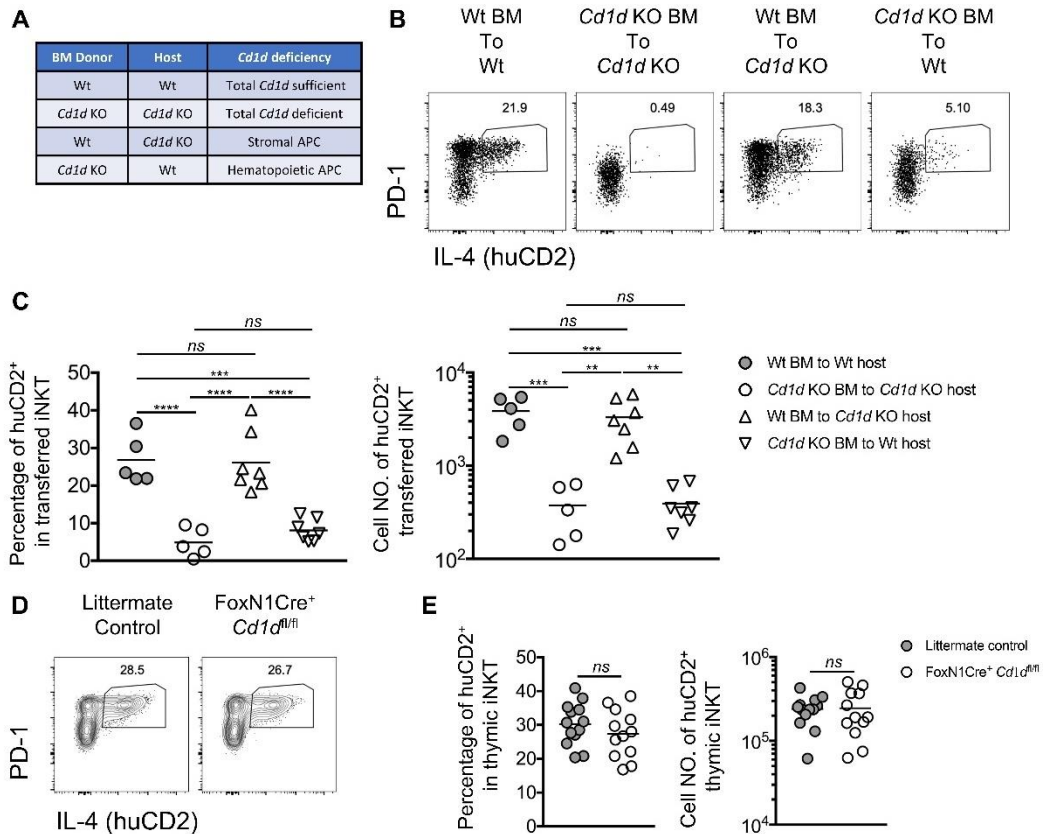 A
BM Donor Host Cd1d deficiency
Wt Wt Total Cd1d sufficient
Cd1d KO Cd1d KO Total Cd1d deficient
Wt Cd1d KO Stromal APC
Cd1d KO Wt Hematopoietic APC
B
Wt BM To Wt
Cd1d KO BM To Cd1d KO
Wt BM To Cd1d KO
Cd1d KO BM To Wt
21.9 0.49 18.3 5.10
PD-1
IL-4 (huCD2)
C
Percentage of huCD2+
in transferred iNKT
50
40
30
20
10
0
ns
ns
***
**** **** ****
Cell NO. of huCD2+
transferred iNKT
10^4
10^3
10^2
ns
ns
***
*** ** **
Wt BM to Wt host
Cd1d KO BM to Cd1d KO host
Wt BM to Cd1d KO host
Cd1d KO BM to Wt host
D
Littermate
Control
FoxN1Cre+
Cd1d^fl/fl
28.5 26.7
PD-1
IL-4 (huCD2)
E
Percentage of huCD2+
in thymic iNKT
50
40
30
20
10
0
ns
Cell NO. of huCD2+
thymic iNKT
10^6
10^5
10^4
ns
Littermate control
FoxN1Cre+ Cd1d^fl/fl